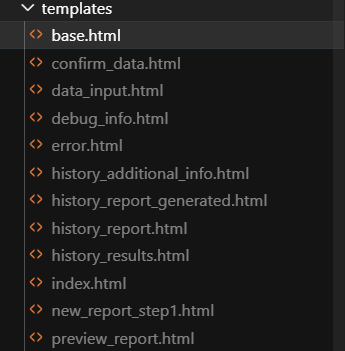 templates
base.html
confirm_data.html
data_input.html
debug_info.html
error.html
history_additional_info.html
history_report_generated.html
history_report.html
history_results.html
index.html
new_report_step1.html
preview_report.html